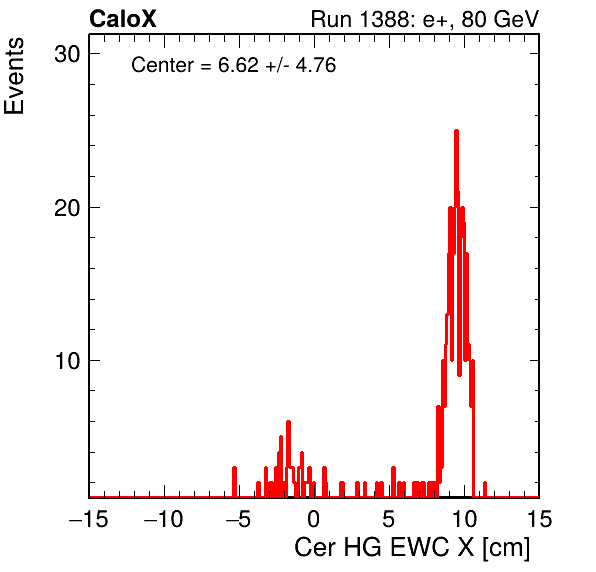 CaloX
Run 1388: e+, 80 GeV
Events
Center = 6.62 +/- 4.76
30
20
10
−15 −10 −5 0 5 10 15
Cer HG EWC X [cm]